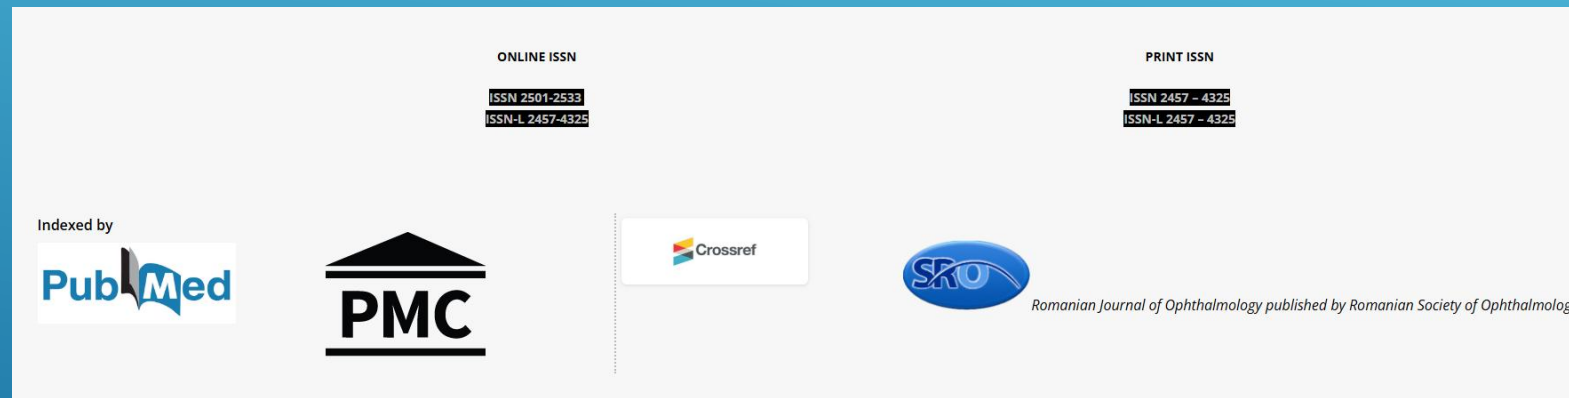 ONLINE ISSN
ISSN 2501-2533
ISSN-L 2457-4325
PRINT ISSN
ISSN 2457 – 4325
ISSN-L 2457 – 4325
Indexed by
PubMed
PMC
Crossref
SRO
Romanian Journal of Ophthalmology published by Romanian Society of Ophthalmolog